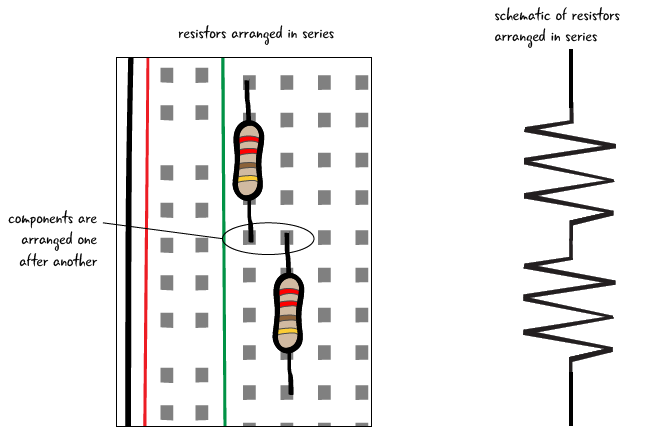 resistors arranged in series
schematic of resistors
arranged in series
components are
arranged one
after another